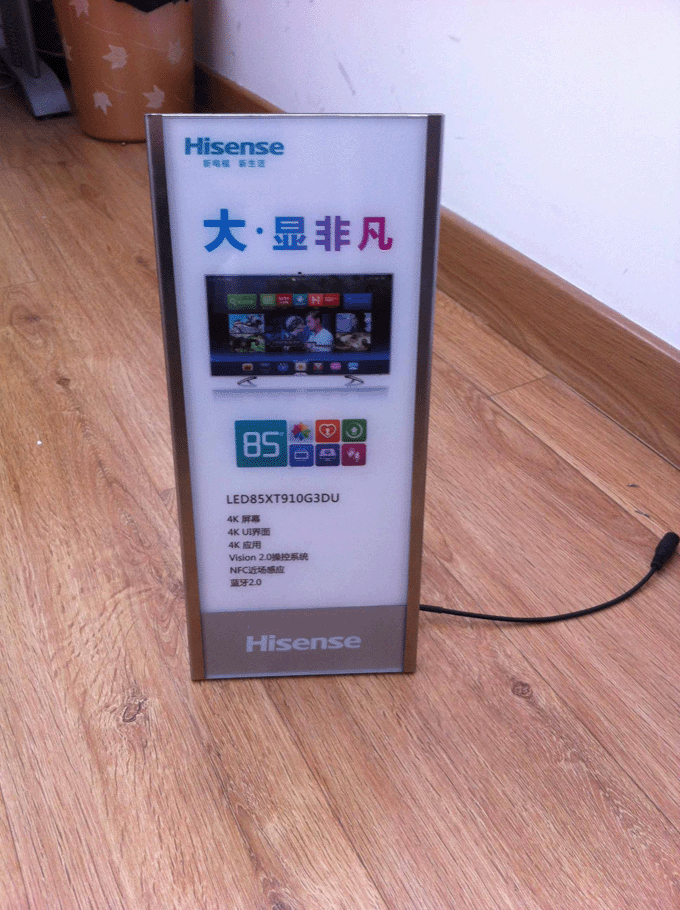 Hisense
新电视 新生活
大·显非凡
85"
LED85XT910G3DU
4K 屏幕
4K UI界面
4K 应用
Vision 2.0操控系统
NFC近场感应
蓝牙2.0
Hisense